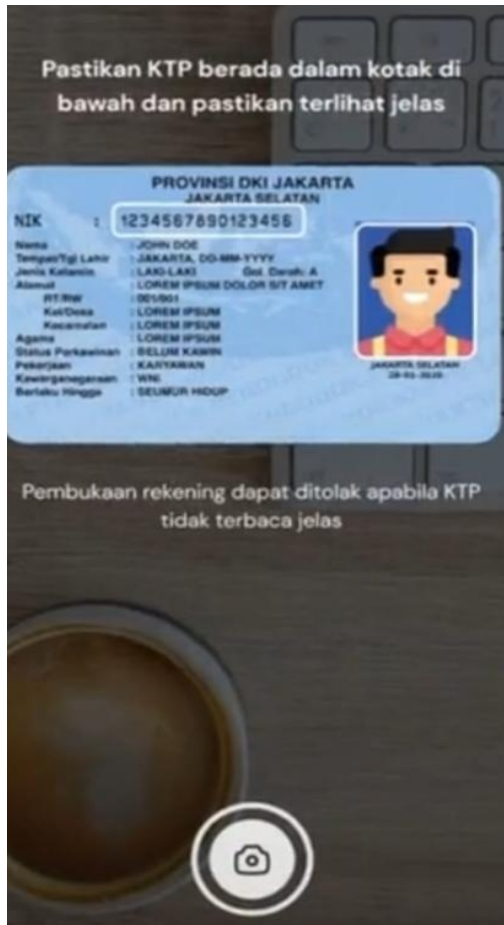 Pastikan KTP berada dalam kotak di
bawah dan pastikan terlihat jelas
PROVINSI DKI JAKARTA
JAKARTA SELATAN
NIK : 1234567890123456
Nama : JOHN DOE
Tempat/Tgl Lahir : JAKARTA, DD-MM-YYYY
Jenis Kelamin : LAKI-LAKI Gol. Darah: A
Alamat : LOREM IPSUM DOLOR SIT AMET
RT/RW : 001/001
Kel/Desa : LOREM IPSUM
Kecamatan : LOREM IPSUM
Agama : LOREM IPSUM
Status Perkawinan : BELUM KAWIN
Pekerjaan : KARYAWAN
Kewarganegaraan : WNI
Berlaku Hingga : SEUMUR HIDUP
JAKARTA SELATAN
Pembukaan rekening dapat ditolak apabila KTP
tidak terbaca jelas